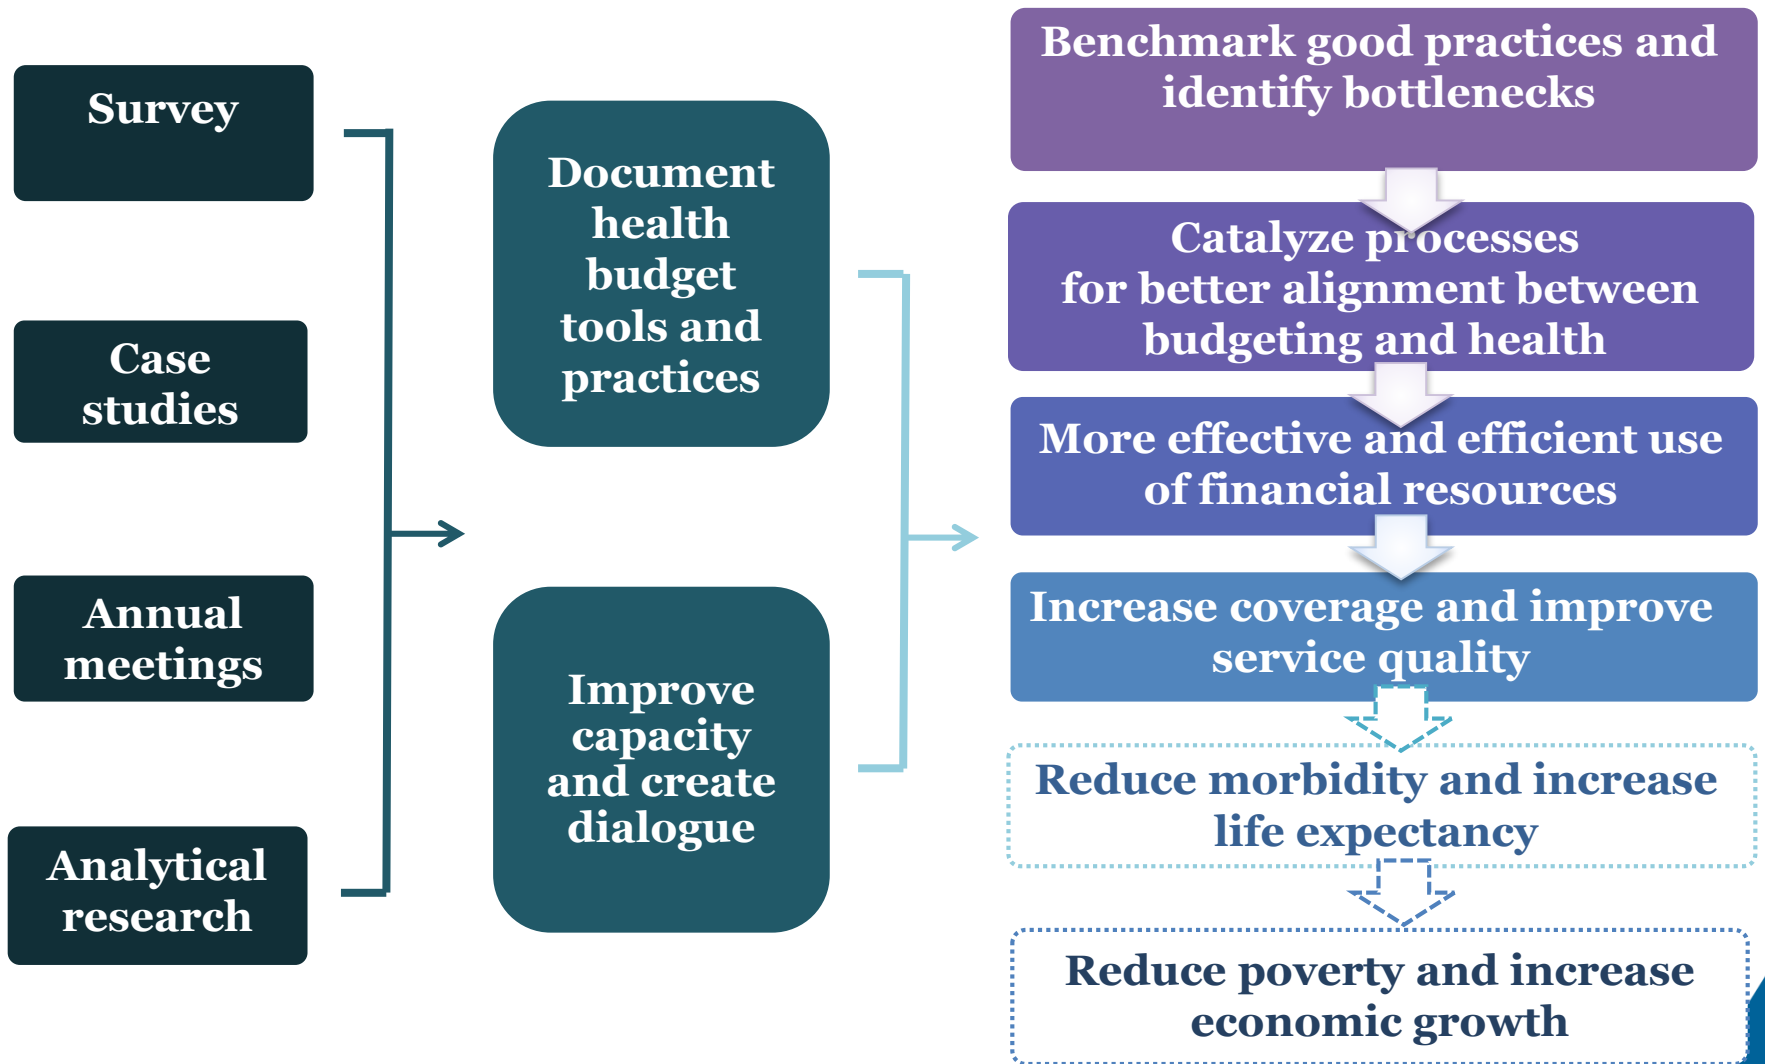 Survey
Case
studies
Annual
meetings
Analytical
research
Document
health
budget
tools and
practices
Improve
capacity
and create
dialogue
Benchmark good practices and
identify bottlenecks
Catalyze processes
for better alignment between
budgeting and health
More effective and efficient use
of financial resources
Increase coverage and improve
service quality
Reduce morbidity and increase
life expectancy
Reduce poverty and increase
economic growth